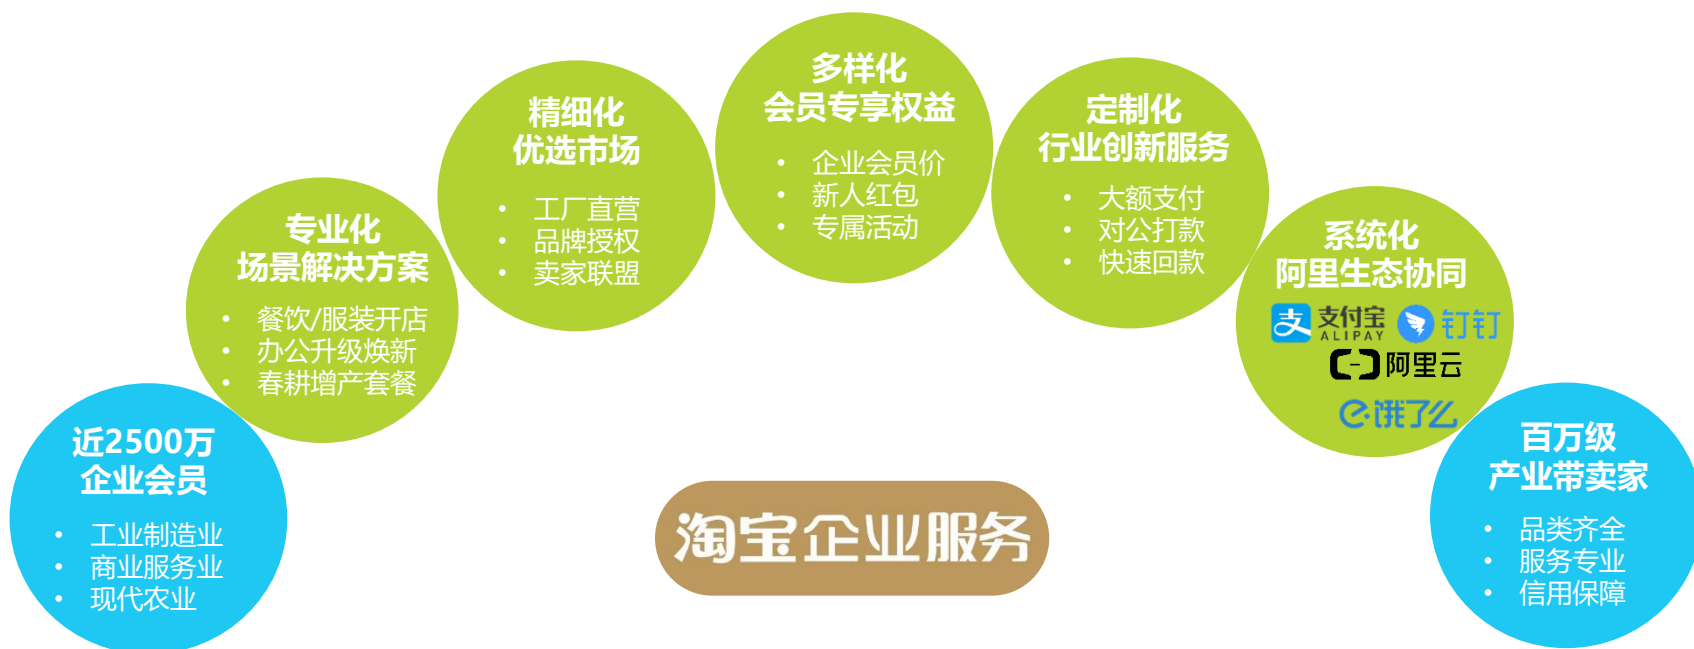 近2500万
企业会员
• 工业制造业
• 商业服务业
• 现代农业
专业化
场景解决方案
• 餐饮/服装开店
• 办公升级焕新
• 春耕增产套餐
精细化
优选市场
• 工厂直营
• 品牌授权
• 卖家联盟
多样化
会员专享权益
• 企业会员价
• 新人红包
• 专属活动
定制化
行业创新服务
• 大额支付
• 对公打款
• 快速回款
系统化
阿里生态协同
支 支付宝 钉钉
ALIPAY
阿里云
饿了么
百万级
产业带卖家
• 品类齐全
• 服务专业
• 信用保障
淘宝企业服务